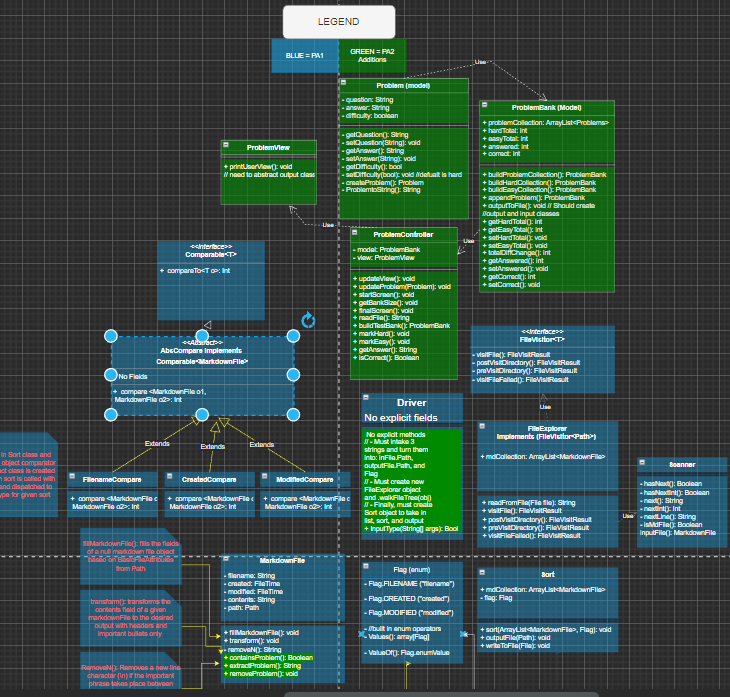 LEGEND
BLUE = PA1
GREEN = PA2
Additions
Use
Problem (model)
- question: String
- answer: String
- difficulty: boolean
- getQuestion(): String
- setQuestion(String): void
- getAnswer(): String
- setAnswer(String): void
- getDifficulty(): bool
- setDifficulty(bool): void //defualt is hard
- createProblem(): Problem
- ProblemtoString(): String
ProblemBank (Model)
+ problemCollection: ArrayList<Problems>
+ hardTotal: int
+ easyTotal: int
+ answered: int
+ correct: int
+ buildProblemCollection(): ProblemBank
+ buildHardCollection(): ProblemBank
+ buildEasyCollection(): ProblemBank
+ appendProblem(): ProblemBank
+ outputToFile(): void // Should create
//output and input classes
+ getHardTotal(): int
+ getEasyTotal(): int
+ setHardTotal(): void
+ setEasyTotal(): void
+ totalDiffChange(): int
+ getAnswered(): int
+ setAnswered(): void
+ getCorrect(): int
+ setCorrect(): void
ProblemView
+ printUserView(): void
// need to abstract output class
Use
Use
ProblemController
- model: ProblemBank
- view: ProblemView
+ updateView(): void
+ updateProblem(Problem): void
+ startScreen(): void
+ getBankSize(): void
+ finalScreen(): void
+ readFile(): String
+ buildTestBank(): ProblemBank
+ markHard(): void
+ markEasy(): void
+ getAnswer(): String
+ isCorrect(): Boolean
<<Interface>>
Comparable<T>
+ compareTo<T o>: Int
<<Abstract>>
AbsCompare implements
Comparable<MarkdownFile>
No Fields
+ compare <MarkdownFile o1,
MarkdownFile o2>: Int
Extends
Extends
Extends
<<Interface>>
FileVisitor<T>
- visitFile(): FileVisitResult
- postVisitDirectory(): FileVisitResult
- preVisitDirectory(): FileVisitResult
- visitFileFailed(): FileVisitResult
Use
Driver
No explicit fields
No explicit methods
// - Must intake 3
strings and turn them
into: InFile.Path,
outputFile.Path, and
Flag
// - Must create new
FileExplorer object
and .walkFileTree(obj)
// - Finally, must create
Sort object to take in
list, sort, and output
+ InputType(String[] args): Bool
FileExplorer
Implements (FileVisitor<Path>)
+ mdCollection: ArrayList<MarkdownFile>
+ readFromFile(File file): String
+ visitFile(): FileVisitResult
+ postVisitDirectory(): FileVisitResult
+ preVisitDirectory(): FileVisitResult
+ visitFileFailed(): FileVisitResult
Use
Scanner
- hasNext(): Boolean
- hasNextInt(): Boolean
- next(): String
- nextInt(): Int
- nextLine(): String
- isMdFile(): Boolean
inputFile(): MarkdownFile
in Sort class and
object comparator
ct class is created
n sort is called with
and dispatched to
ype for given sort
FilenameCompare
+ compare <MarkdownFile o
MarkdownFile o2>: Int
CreatedCompare
+ compare <MarkdownFile o
MarkdownFile o2>: Int
ModifiedCompare
+ compare <MarkdownFile o
MarkdownFile o2>: Int
fillMarkdownFile(): fills the fields
of a null markdown file object
based on BasicFileAttributes
from Path
transform(): transforms the
contents field of a given
markdownFile to the desired
output with headers and
important bullets only
RemoveN(): Removes a new line
character (\n) if the important
phrase takes place between
MarkdownFile
- filename: String
- created: FileTime
- modified: FileTime
- contents: String
- path: Path
+ fillMarkdownFile(): void
+ transform(): void
- removeN(): String
+ containsProblem(): Boolean
+ extractProblem(): String
+ removeProblem(): void
Flag (enum)
- Flag.FILENAME ("filename")
- Flag.CREATED ("created")
- Flag.MODIFIED ("modified")
//built in enum operators
- Values(): array[Flag]
- ValueOf(): Flag.enumValue
Sort
+ mdCollection: ArrayList<MarkdownFile>
- flag: Flag
+ sort(ArrayList<MarkdownFile>, Flag): void
+ outputFile(Path): void
+ writeToFile(File): void